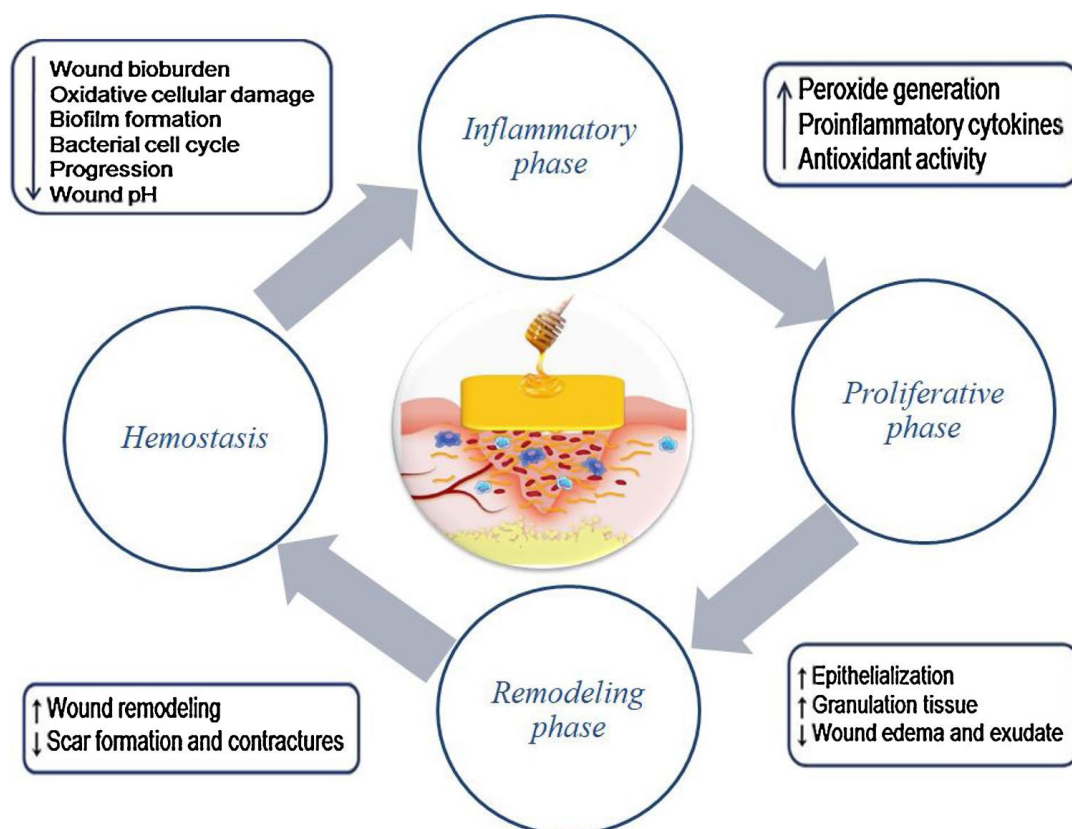 Wound bioburden
Oxidative cellular damage
Biofilm formation
Bacterial cell cycle
Progression
Wound pH
Inflammatory
phase
Peroxide generation
Proinflammatory cytokines
Antioxidant activity
Hemostasis
Proliferative
phase
Wound remodeling
Scar formation and contractures
Remodeling
phase
Epithelialization
Granulation tissue
Wound edema and exudate